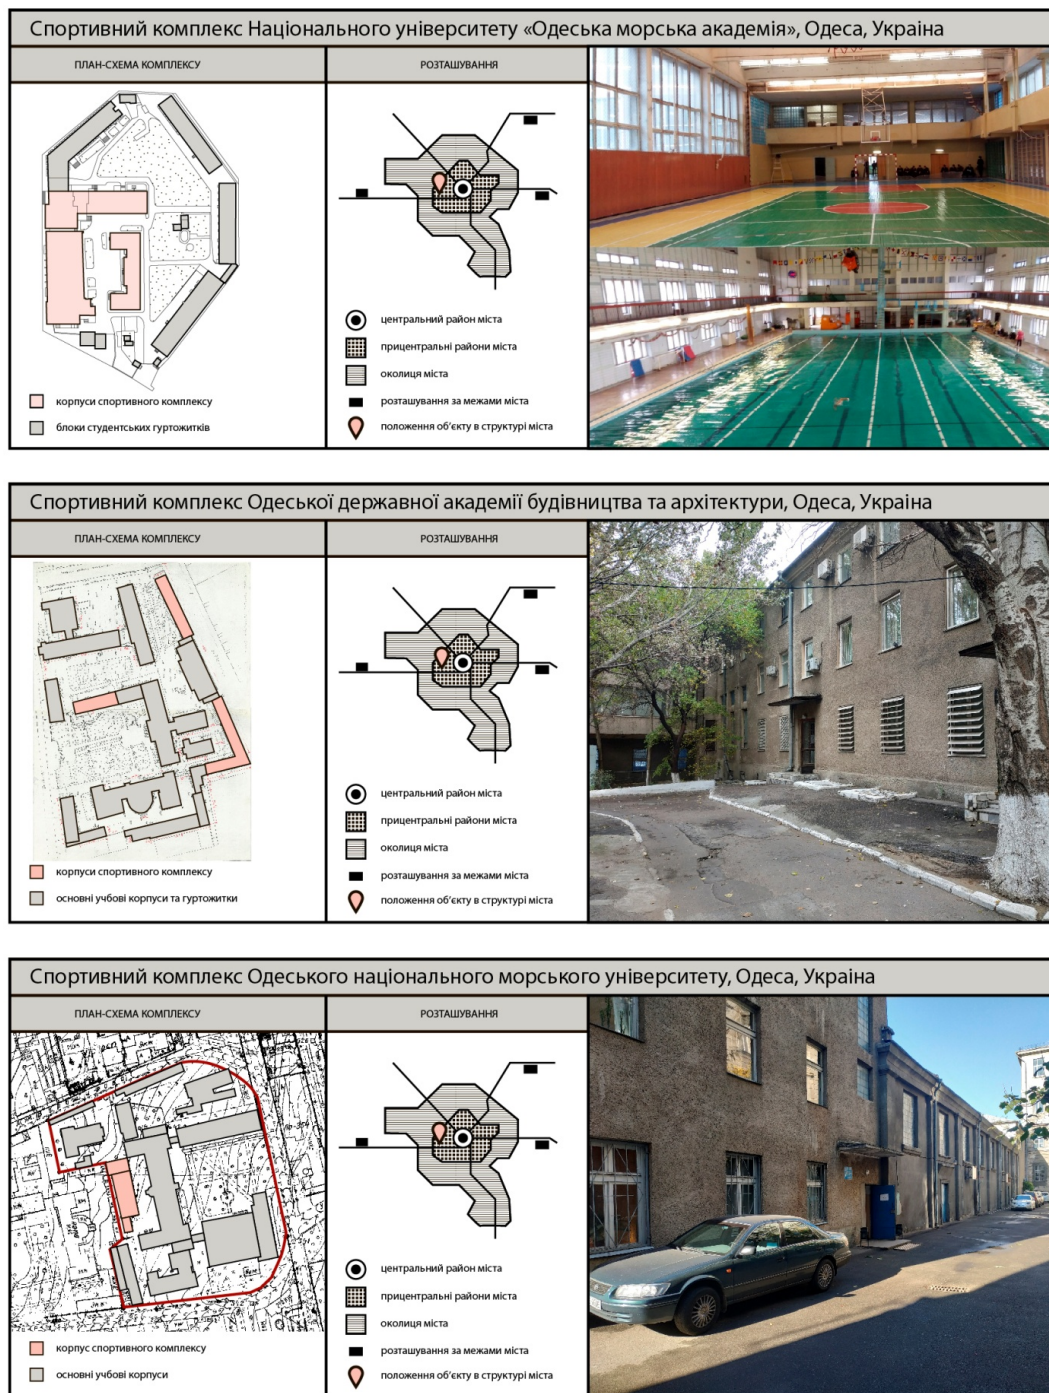 Спортивний комплекс Національного університету «Одеська морська академія», Одеса, Україна
ПЛАН-СХЕМА КОМПЛЕКСУ
РОЗТАШУВАННЯ
центральний район міста
прицентральні райони міста
околиця міста
розташування за межами міста
положення об'єкту в структурі міста
корпуси спортивного комплексу
блоки студентських гуртожитків
Спортивний комплекс Одеської державної академії будівництва та архітектури, Одеса, Україна
ПЛАН-СХЕМА КОМПЛЕКСУ
РОЗТАШУВАННЯ
центральний район міста
прицентральні райони міста
околиця міста
розташування за межами міста
положення об'єкту в структурі міста
корпуси спортивного комплексу
основні учбові корпуси та гуртожитки
Спортивний комплекс Одеського національного морського університету, Одеса, Україна
ПЛАН-СХЕМА КОМПЛЕКСУ
РОЗТАШУВАННЯ
центральний район міста
прицентральні райони міста
околиця міста
розташування за межами міста
положення об'єкту в структурі міста
корпус спортивного комплексу
основні учбові корпуси